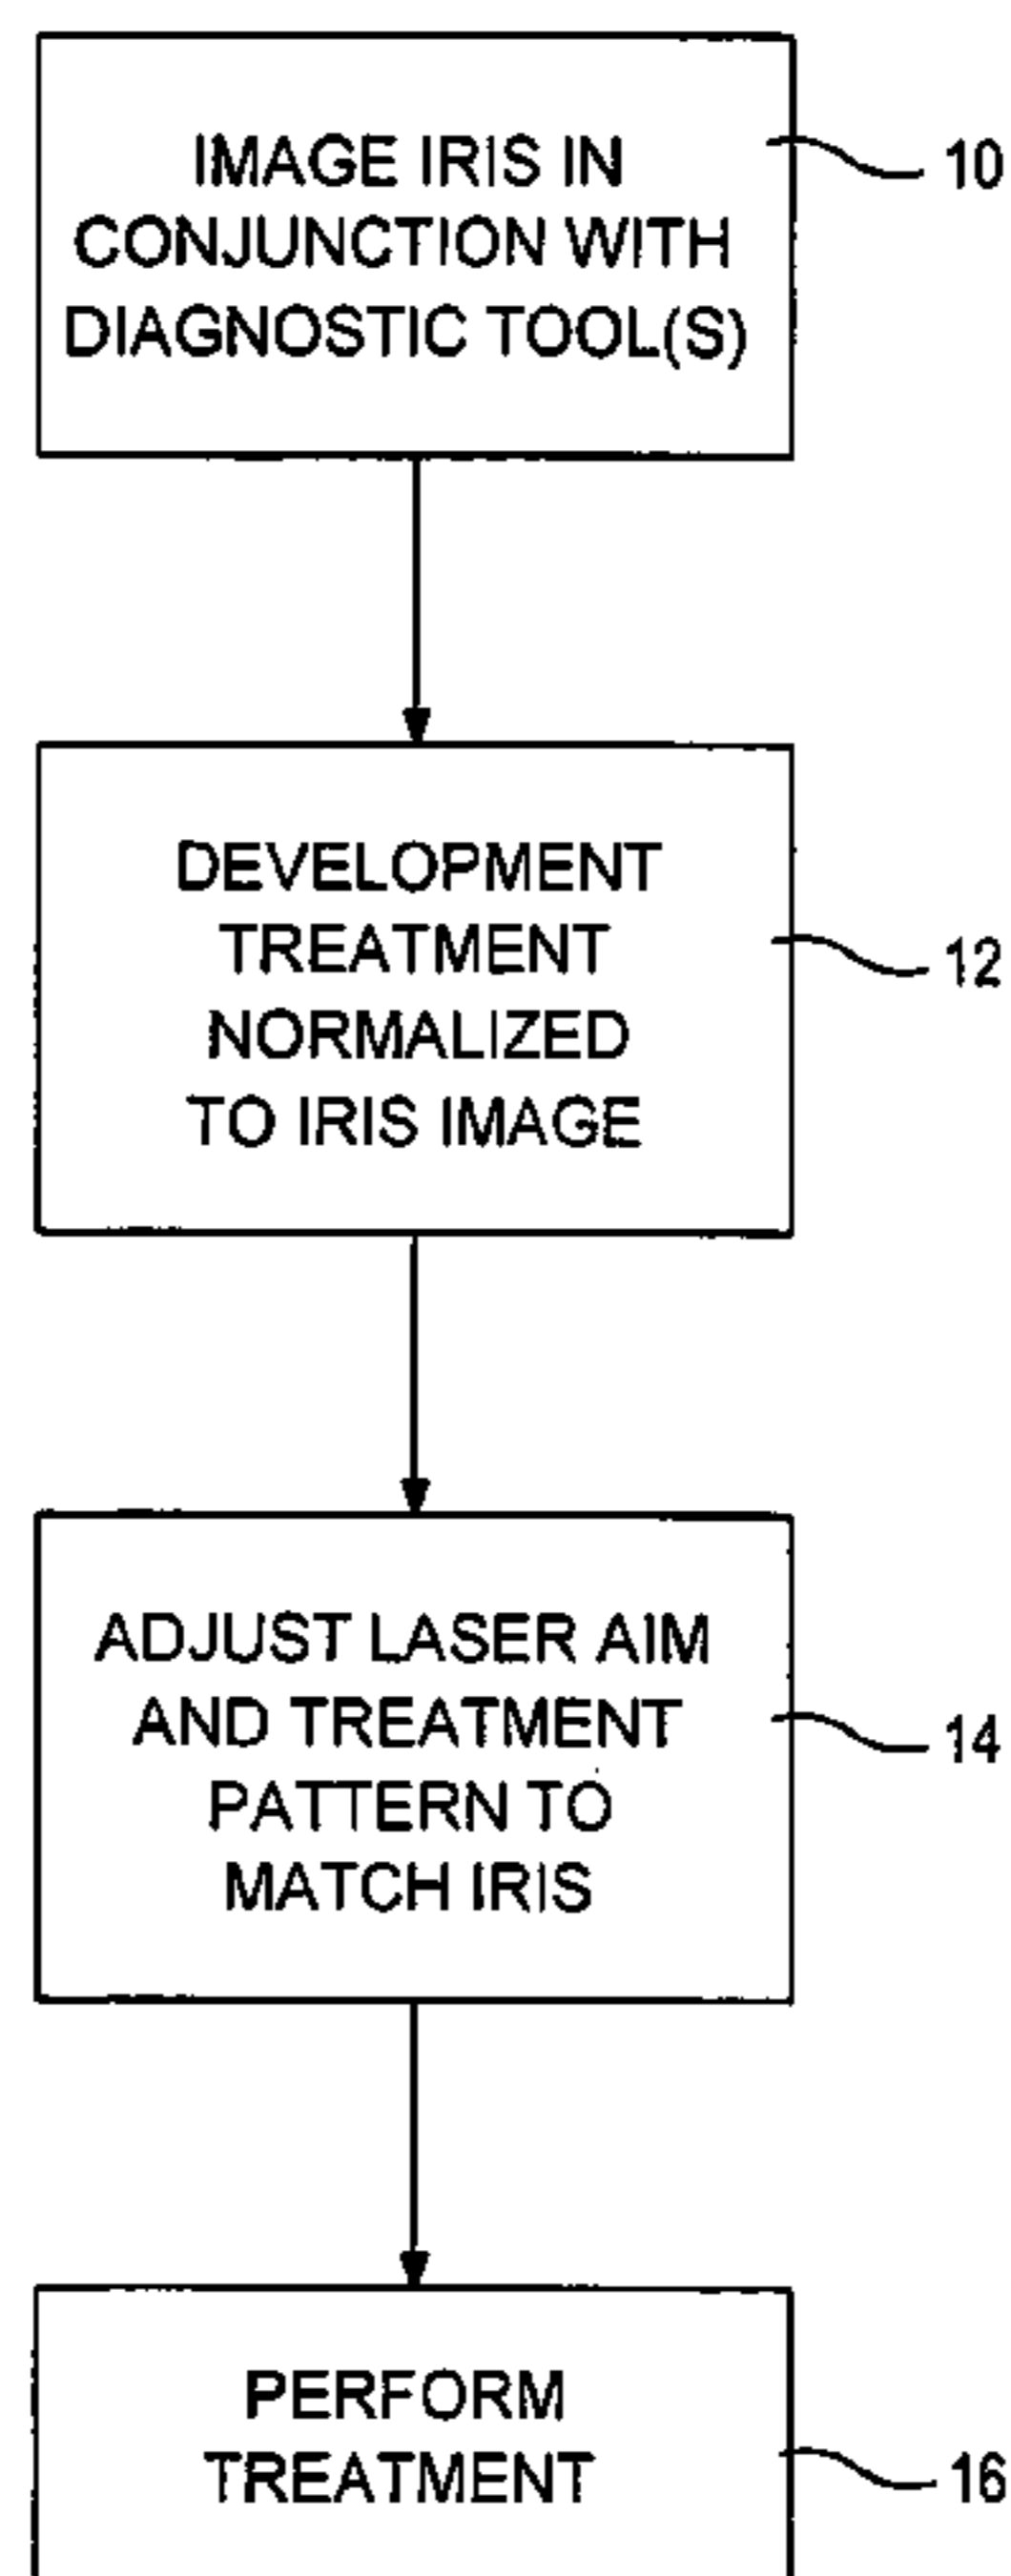 IMAGE IRIS IN
CONJUNCTION WITH
DIAGNOSTIC TOOL(S)
10
DEVELOPMENT
TREATMENT
NORMALIZED
TO IRIS IMAGE
12
ADJUST LASER AIM
AND TREATMENT
PATTERN TO
MATCH IRIS
14
PERFORM
TREATMENT
16